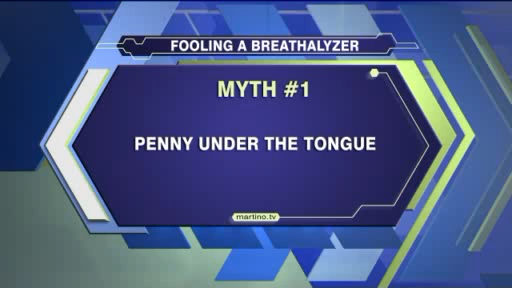 FOOLING A BREATHALYZER
MYTH #1
PENNY UNDER THE TONGUE
martino.tv